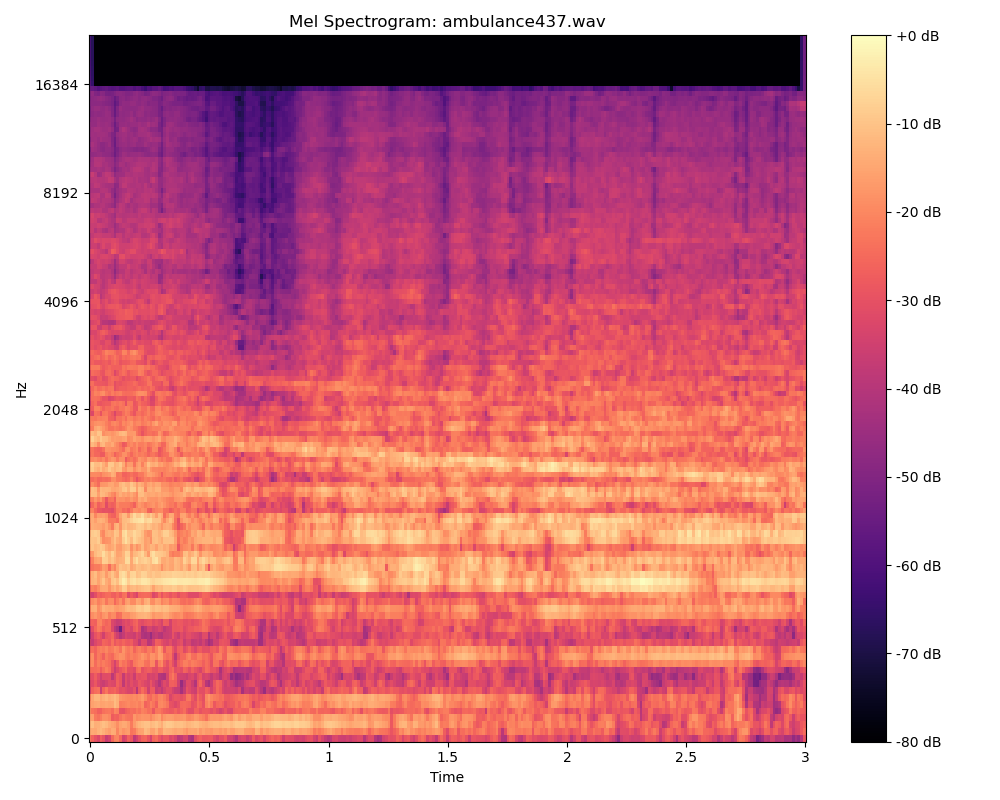 Mel Spectrogram: ambulance437.wav
Hz
16384
8192
4096
2048
1024
512
0
0
0.5
1
1.5
2
2.5
3
Time
+0 dB
-10 dB
-20 dB
-30 dB
-40 dB
-50 dB
-60 dB
-70 dB
-80 dB